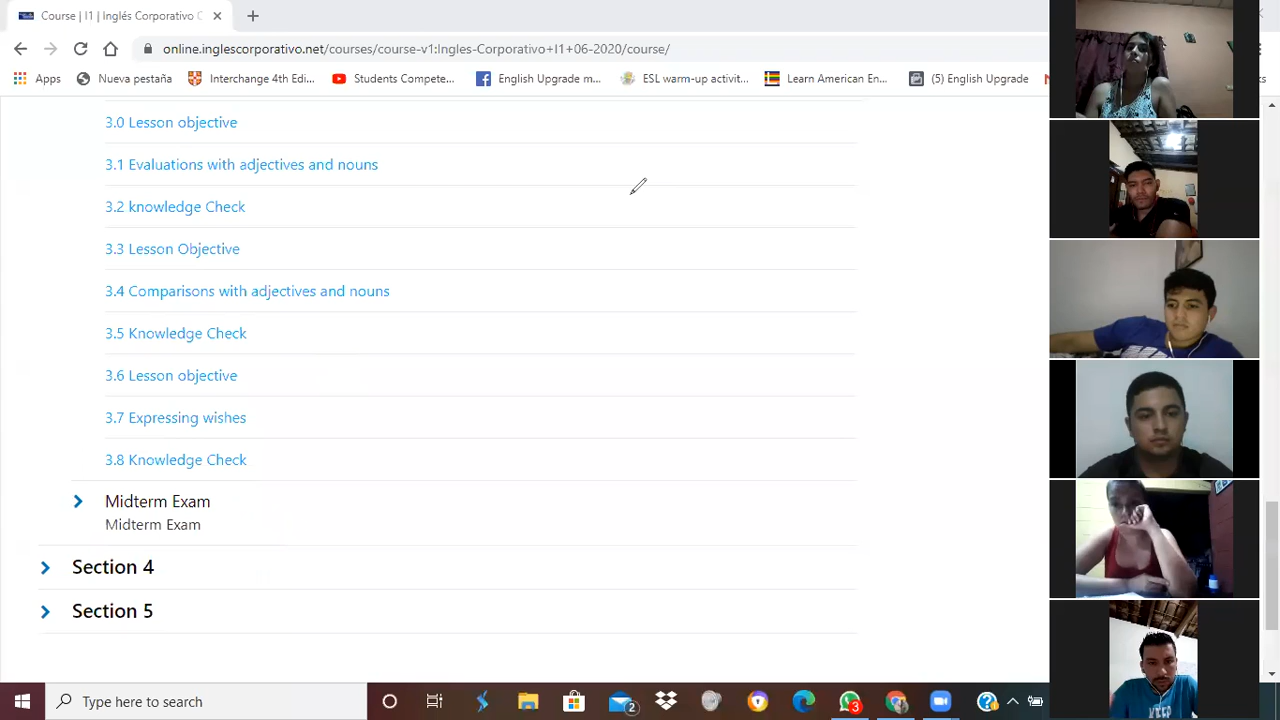 Course | I1 | Inglés Corporativo C
online.inglescorporativo.net/courses/course-v1:Ingles-Corporativo+I1+06-2020/course/
Apps Nueva pestaña Interchange 4th Edi... Students Compete... English Upgrade m... ESL warm-up activit... Learn American En... (5) English Upgrade
3.0 Lesson objective
3.1 Evaluations with adjectives and nouns
3.2 knowledge Check
3.3 Lesson Objective
3.4 Comparisons with adjectives and nouns
3.5 Knowledge Check
3.6 Lesson objective
3.7 Expressing wishes
3.8 Knowledge Check
Midterm Exam
Midterm Exam
Section 4
Section 5
Type here to search 2 3
KEEP